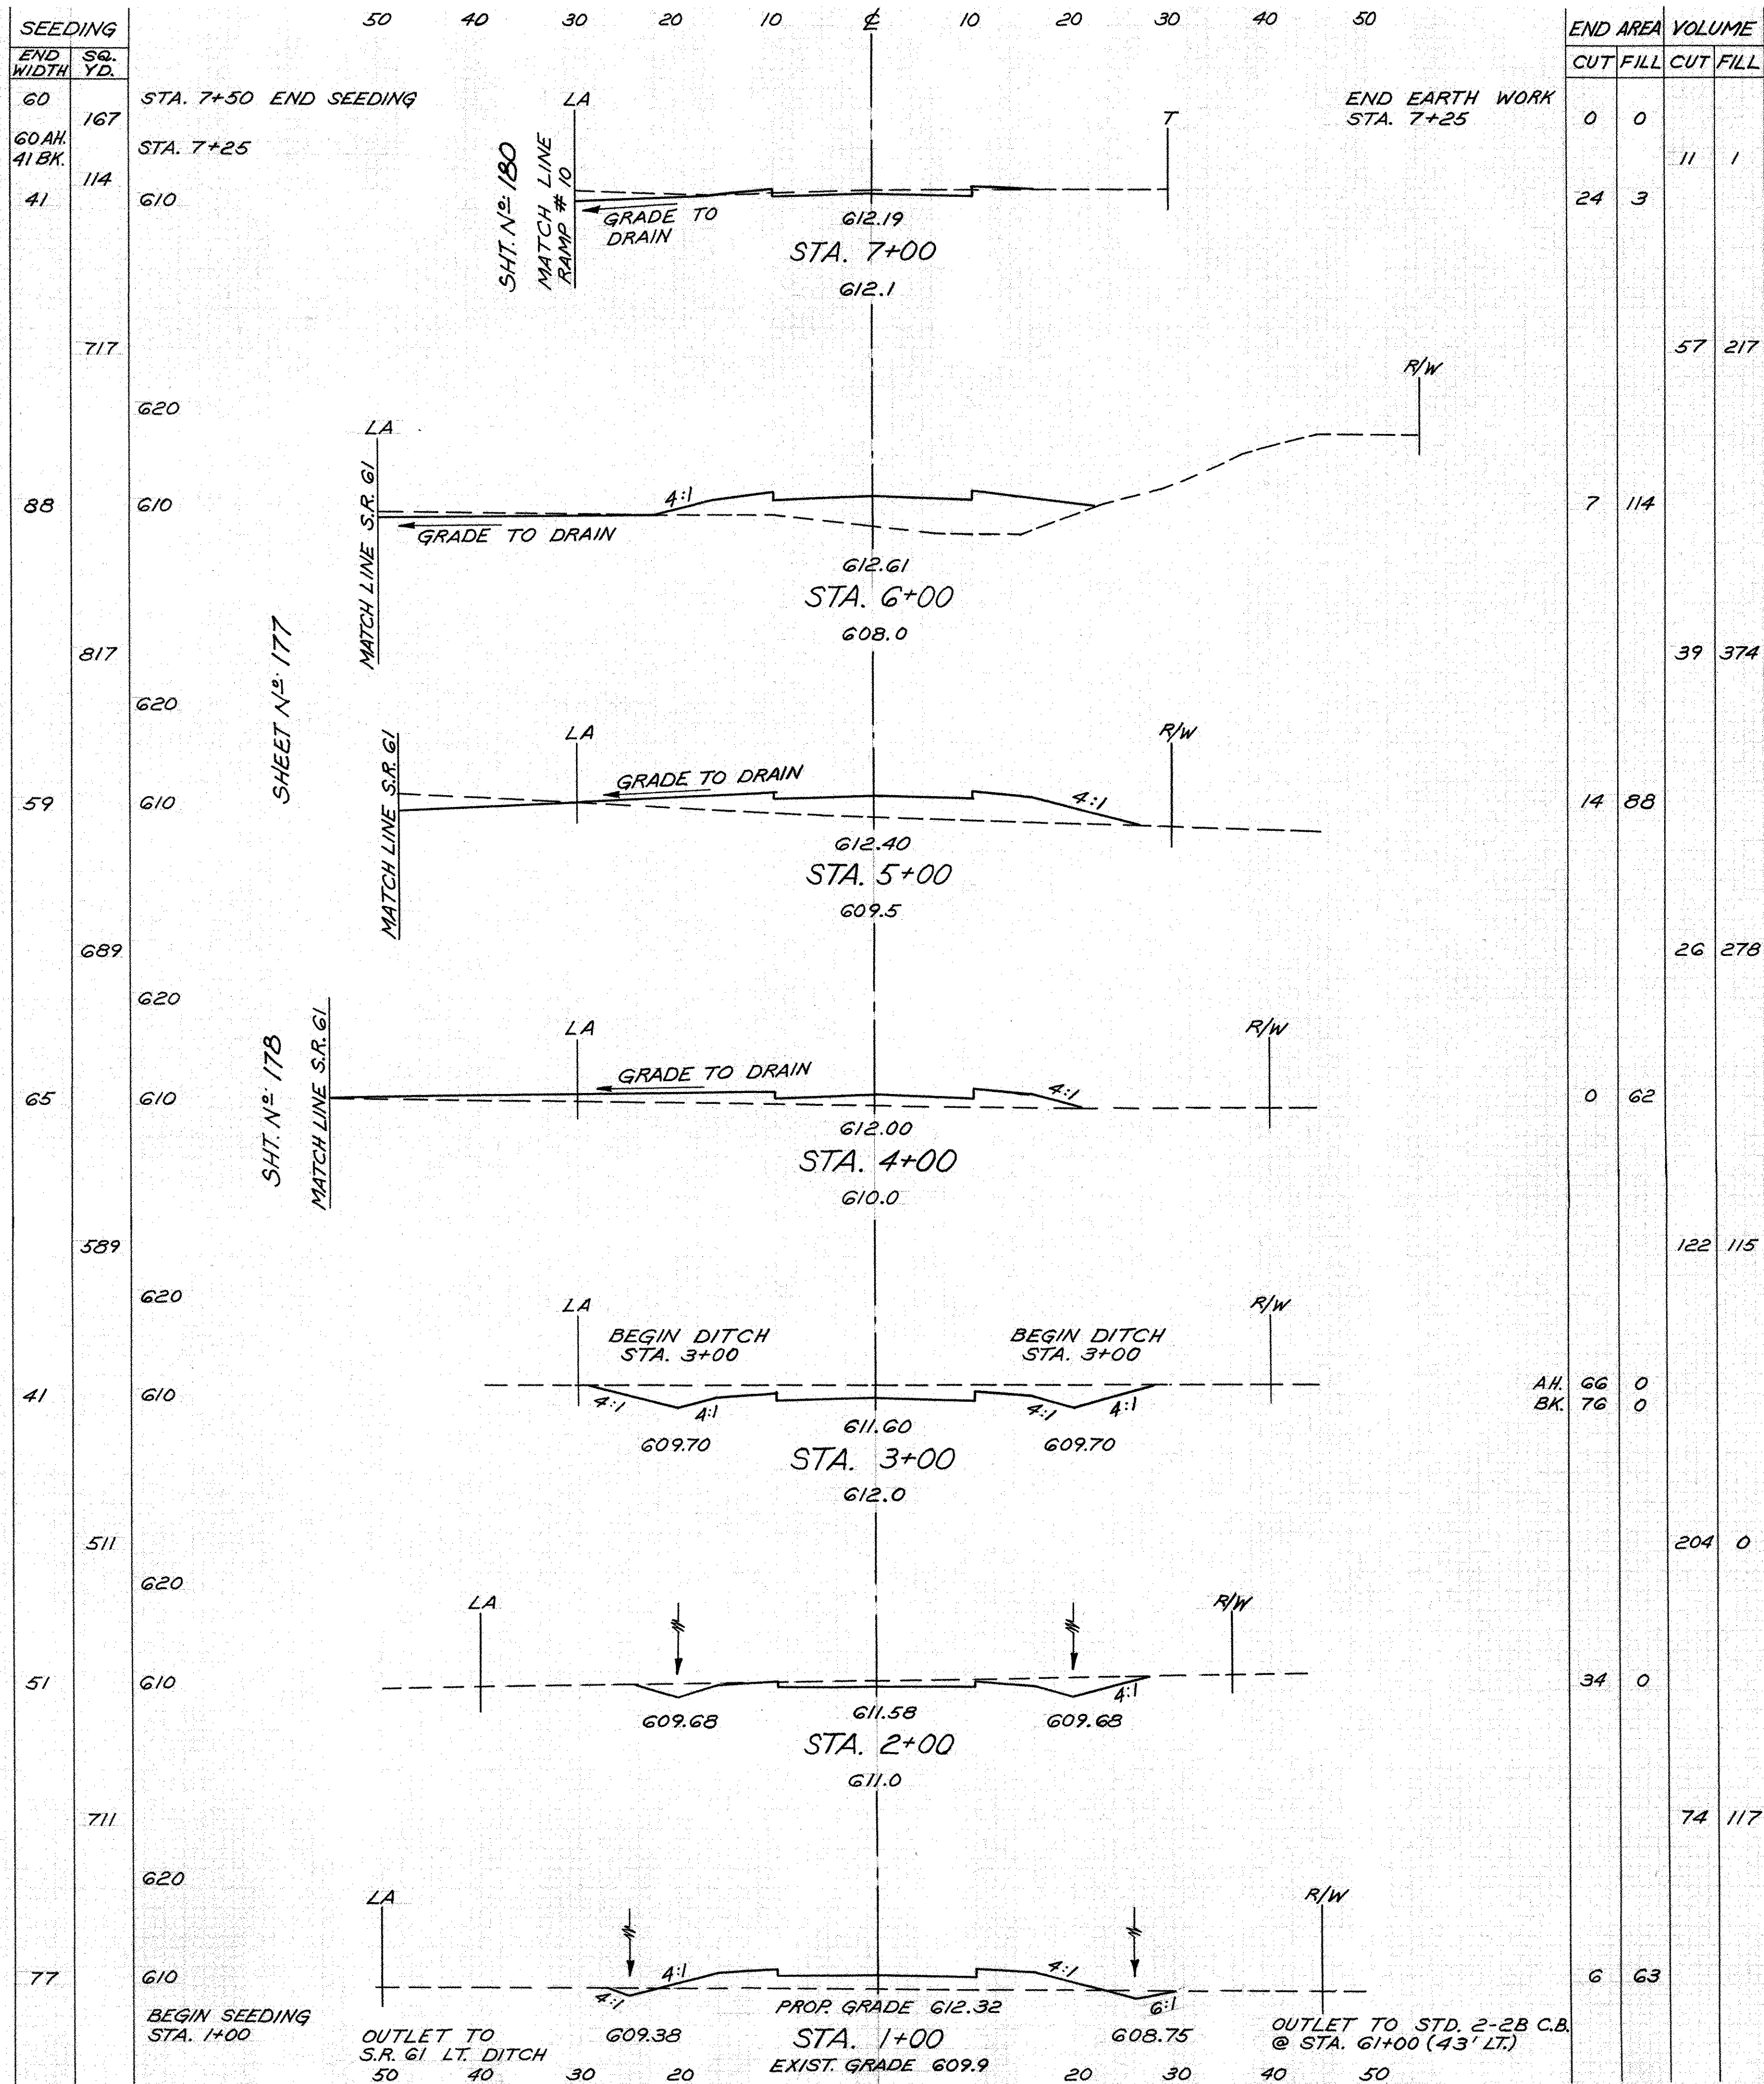 50 40 30 20 10 ℄ 10 20 30 40 50
SEEDING
END WIDTH
SQ. YD.
END AREA VOLUME
CUT FILL CUT FILL
60
STA. 7+50 END SEEDING
LA
END EARTH WORK
STA. 7+25
167
T
0 0
60 AH.
41 BK.
STA. 7+25
11 1
114
41
610
SHT. Nº: 180
MATCH LINE
RAMP # 10
GRADE TO
DRAIN
612.19
STA. 7+00
612.1
24 3
717
57 217
R/W
620
LA
88
610
MATCH LINE S.R. 61
4:1
GRADE TO DRAIN
612.61
STA. 6+00
608.0
7 114
SHEET Nº: 177
817
39 374
620
LA
R/W
59
610
MATCH LINE S.R. 61
GRADE TO DRAIN
4:1
612.40
STA. 5+00
609.5
14 88
689
26 278
620
LA
R/W
SHT. Nº: 178
MATCH LINE S.R. 61
65
610
GRADE TO DRAIN
4:1
612.00
STA. 4+00
610.0
0 62
589
122 115
620
LA
R/W
BEGIN DITCH
STA. 3+00
BEGIN DITCH
STA. 3+00
41
610
4:1 4:1
4:1 4:1
AH. 66 0
BK. 76 0
611.60
609.70
609.70
STA. 3+00
612.0
511
204 0
620
LA
R/W
51
610
4:1
34 0
609.68
611.58
609.68
STA. 2+00
611.0
711
74 117
620
LA
R/W
77
610
4:1
4:1
4:1
6:1
6 63
BEGIN SEEDING
STA. 1+00
PROP. GRADE 612.32
OUTLET TO
S.R. 61 LT. DITCH
609.38
STA. 1+00
608.75
OUTLET TO STD. 2-2B C.B.
@ STA. 61+00 (43' LT.)
EXIST. GRADE 609.9
50 40 30 20 20 30 40 50